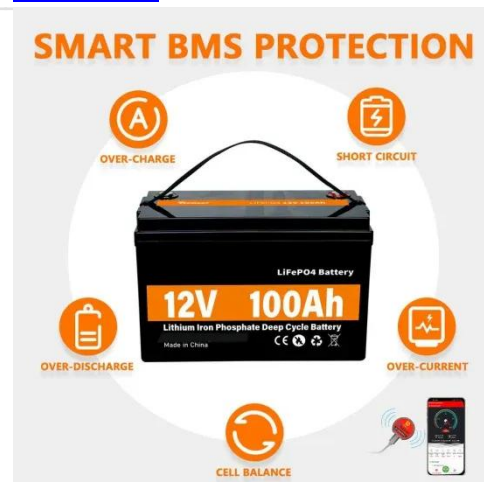 SMART BMS PROTECTION
OVER-CHARGE
SHORT CIRCUIT
LiFePO4 Battery
12V 100Ah
Lithium Iron Phosphate Deep Cycle Battery
Made in China
CE
OVER-DISCHARGE
OVER-CURRENT
CELL BALANCE